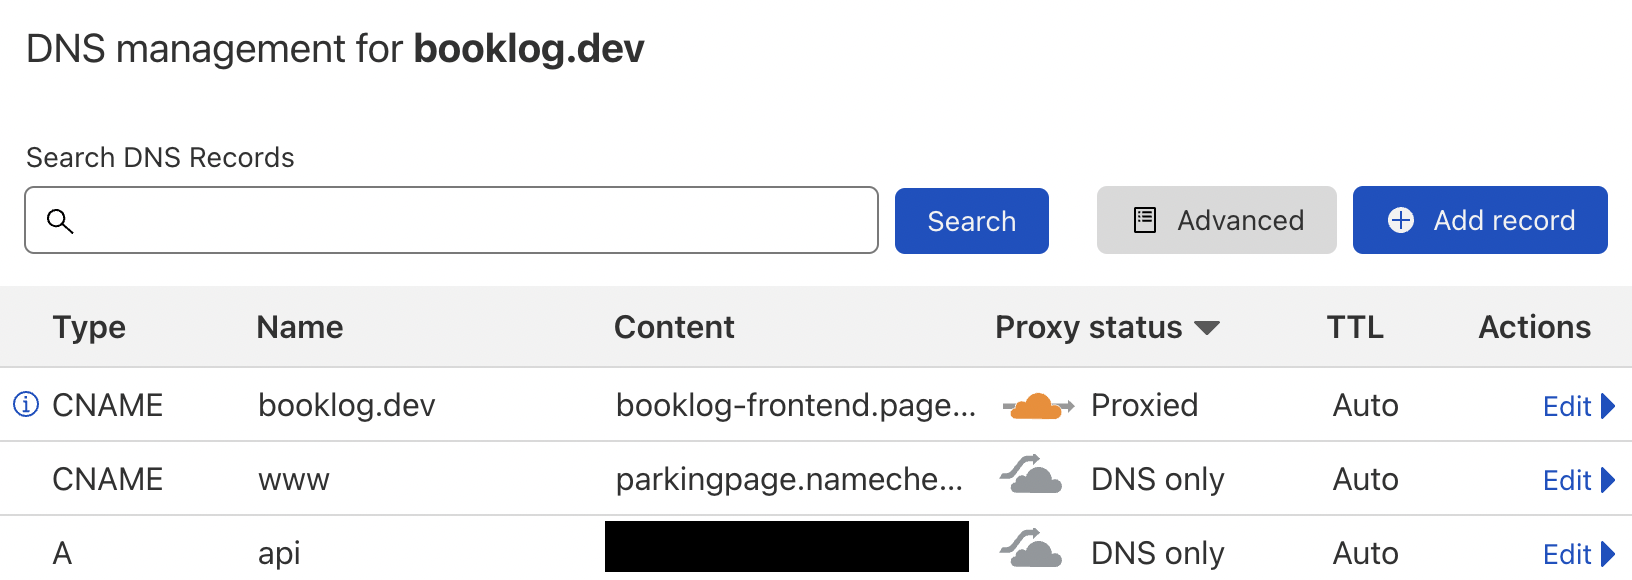 DNS management for booklog.dev
Search DNS Records
Search
Advanced
Add record
Type Name Content Proxy status TTL Actions
CNAME booklog.dev booklog-frontend.page... Proxied Auto Edit
CNAME www parkingpage.nameche... DNS only Auto Edit
A api DNS only Auto Edit